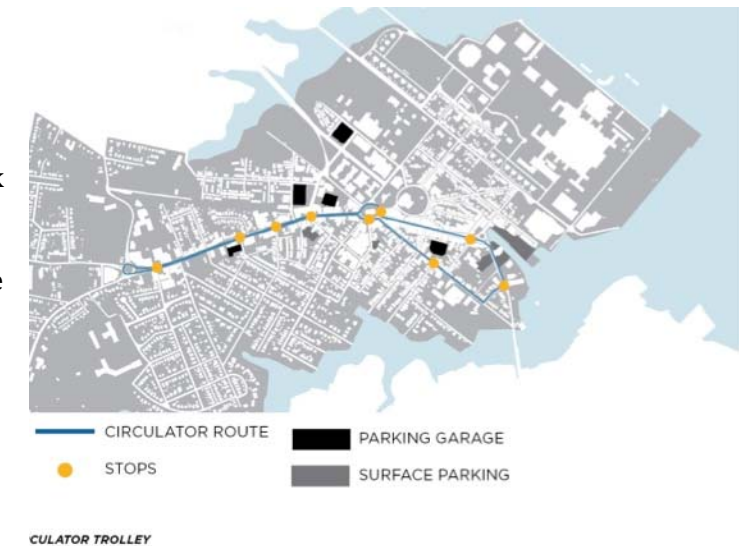 CIRCULATOR ROUTE
STOPS
PARKING GARAGE
SURFACE PARKING
CULATOR TROLLEY